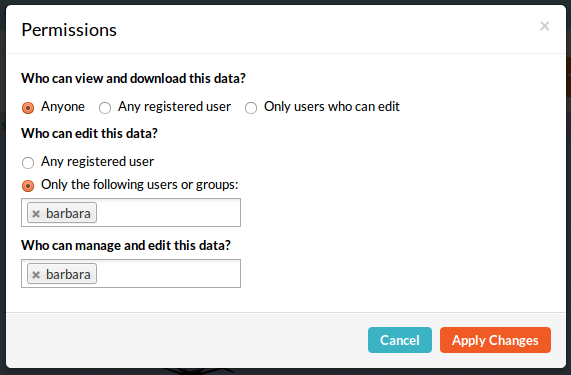 Permissions
×
Who can view and download this data?
Anyone Any registered user Only users who can edit
Who can edit this data?
Any registered user
Only the following users or groups:
× barbara
Who can manage and edit this data?
× barbara
Cancel Apply Changes